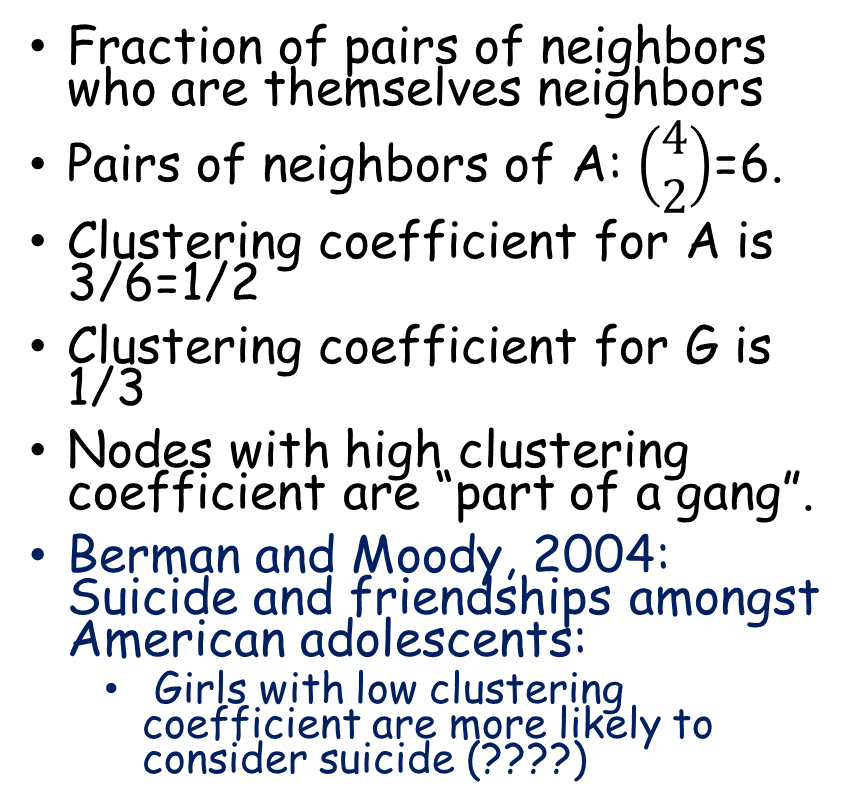 • Fraction of pairs of neighbors
who are themselves neighbors
• Pairs of neighbors of A: (4 2)=6.
• Clustering coefficient for A is
3/6=1/2
• Clustering coefficient for G is
1/3
• Nodes with high clustering
coefficient are “part of a gang”.
• Berman and Moody, 2004:
Suicide and friendships amongst
American adolescents:
• Girls with low clustering
coefficient are more likely to
consider suicide (????)